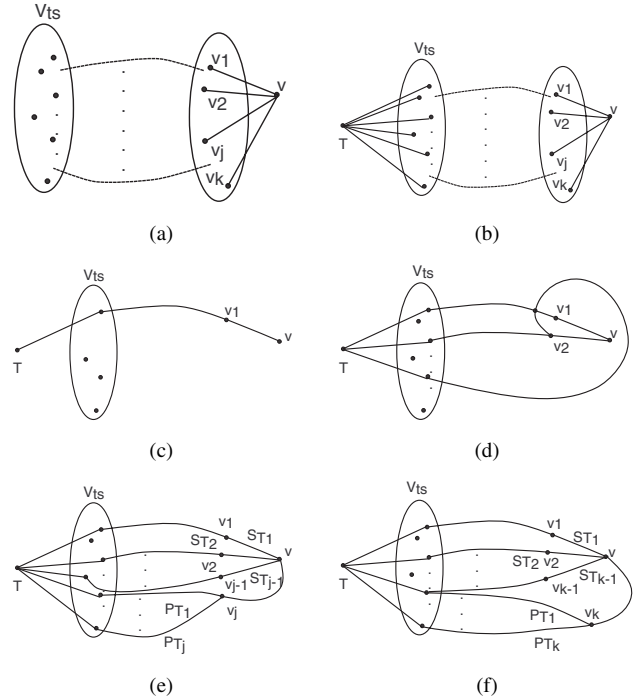 Vts
v1
v2
v
vj
vk
(a)
Vts
v1
v2
v
T
vj
vk
(b)
Vts
v1
v
T
(c)
Vts
v1
v2
v
T
(d)
Vts
v1
ST1
ST2
v
T
v2
vj-1
STj-1
PT1
vj
PTj
(e)
Vts
v1
ST1
ST2 v2
v
T
STk-1
vk-1
PT1
vk
PTk
(f)